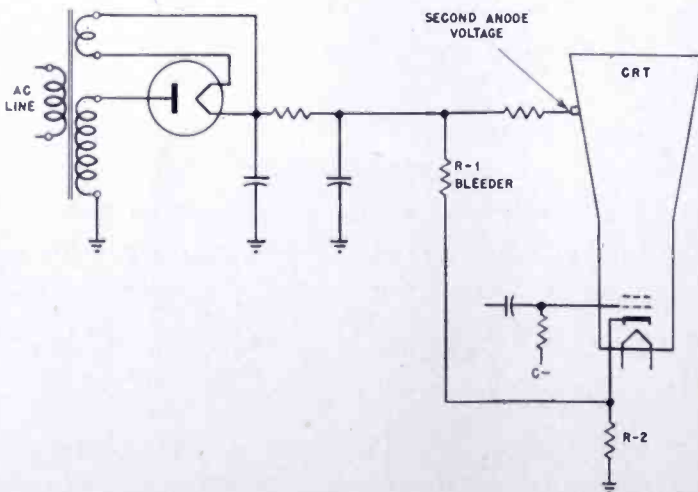 SECOND ANODE
VOLTAGE
CRT
AC
LINE
R-1
BLEEDER
C-
R-2